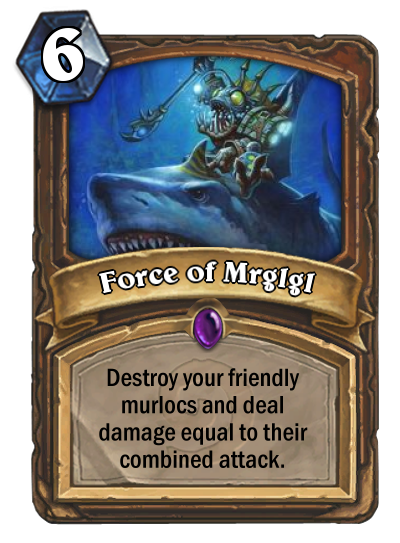 6
Force of Mrglgl
Destroy your friendly
murlocs and deal
damage equal to their
combined attack.